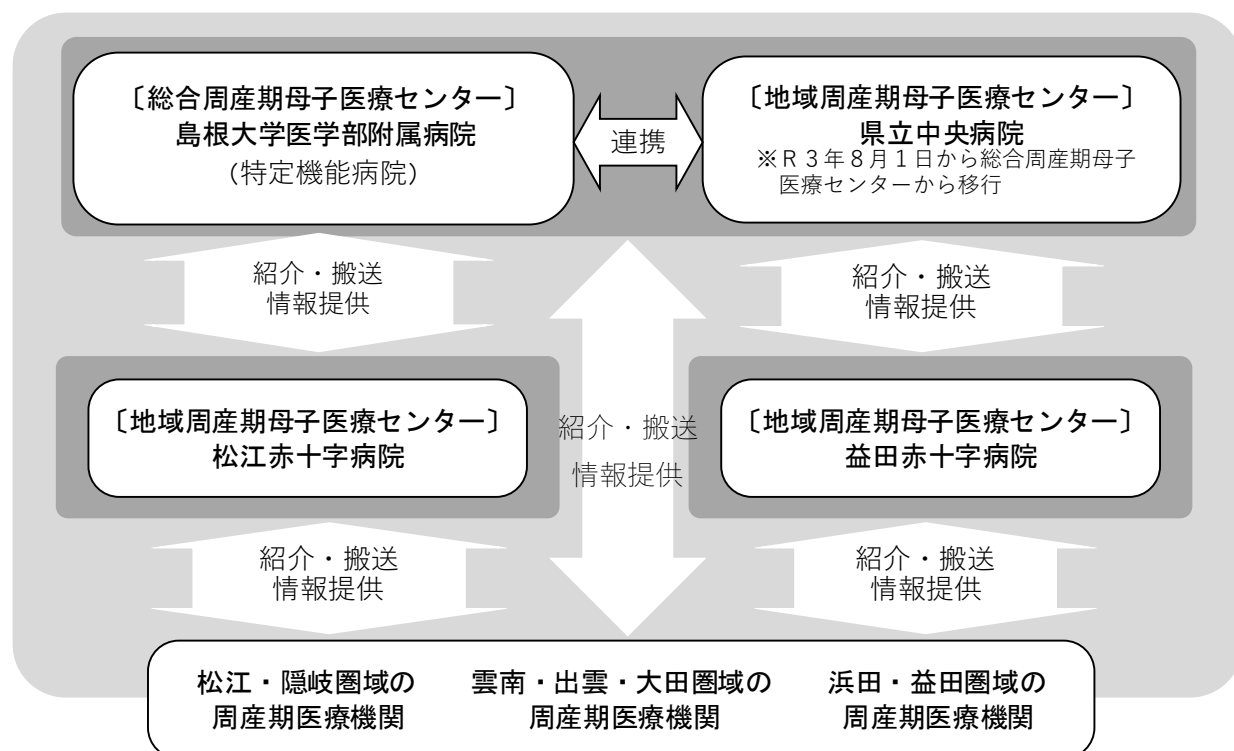 〔総合周産期母子医療センター〕
島根大学医学部附属病院
(特定機能病院)
連携
〔地域周産期母子医療センター〕
県立中央病院
※R3年8月1日から総合周産期母子
医療センターから移行
紹介・搬送
情報提供
紹介・搬送
情報提供
〔地域周産期母子医療センター〕
松江赤十字病院
紹介・搬送
情報提供
〔地域周産期母子医療センター〕
益田赤十字病院
紹介・搬送
情報提供
紹介・搬送
情報提供
松江・隠岐圏域の
周産期医療機関
雲南・出雲・大田圏域の
周産期医療機関
浜田・益田圏域の
周産期医療機関